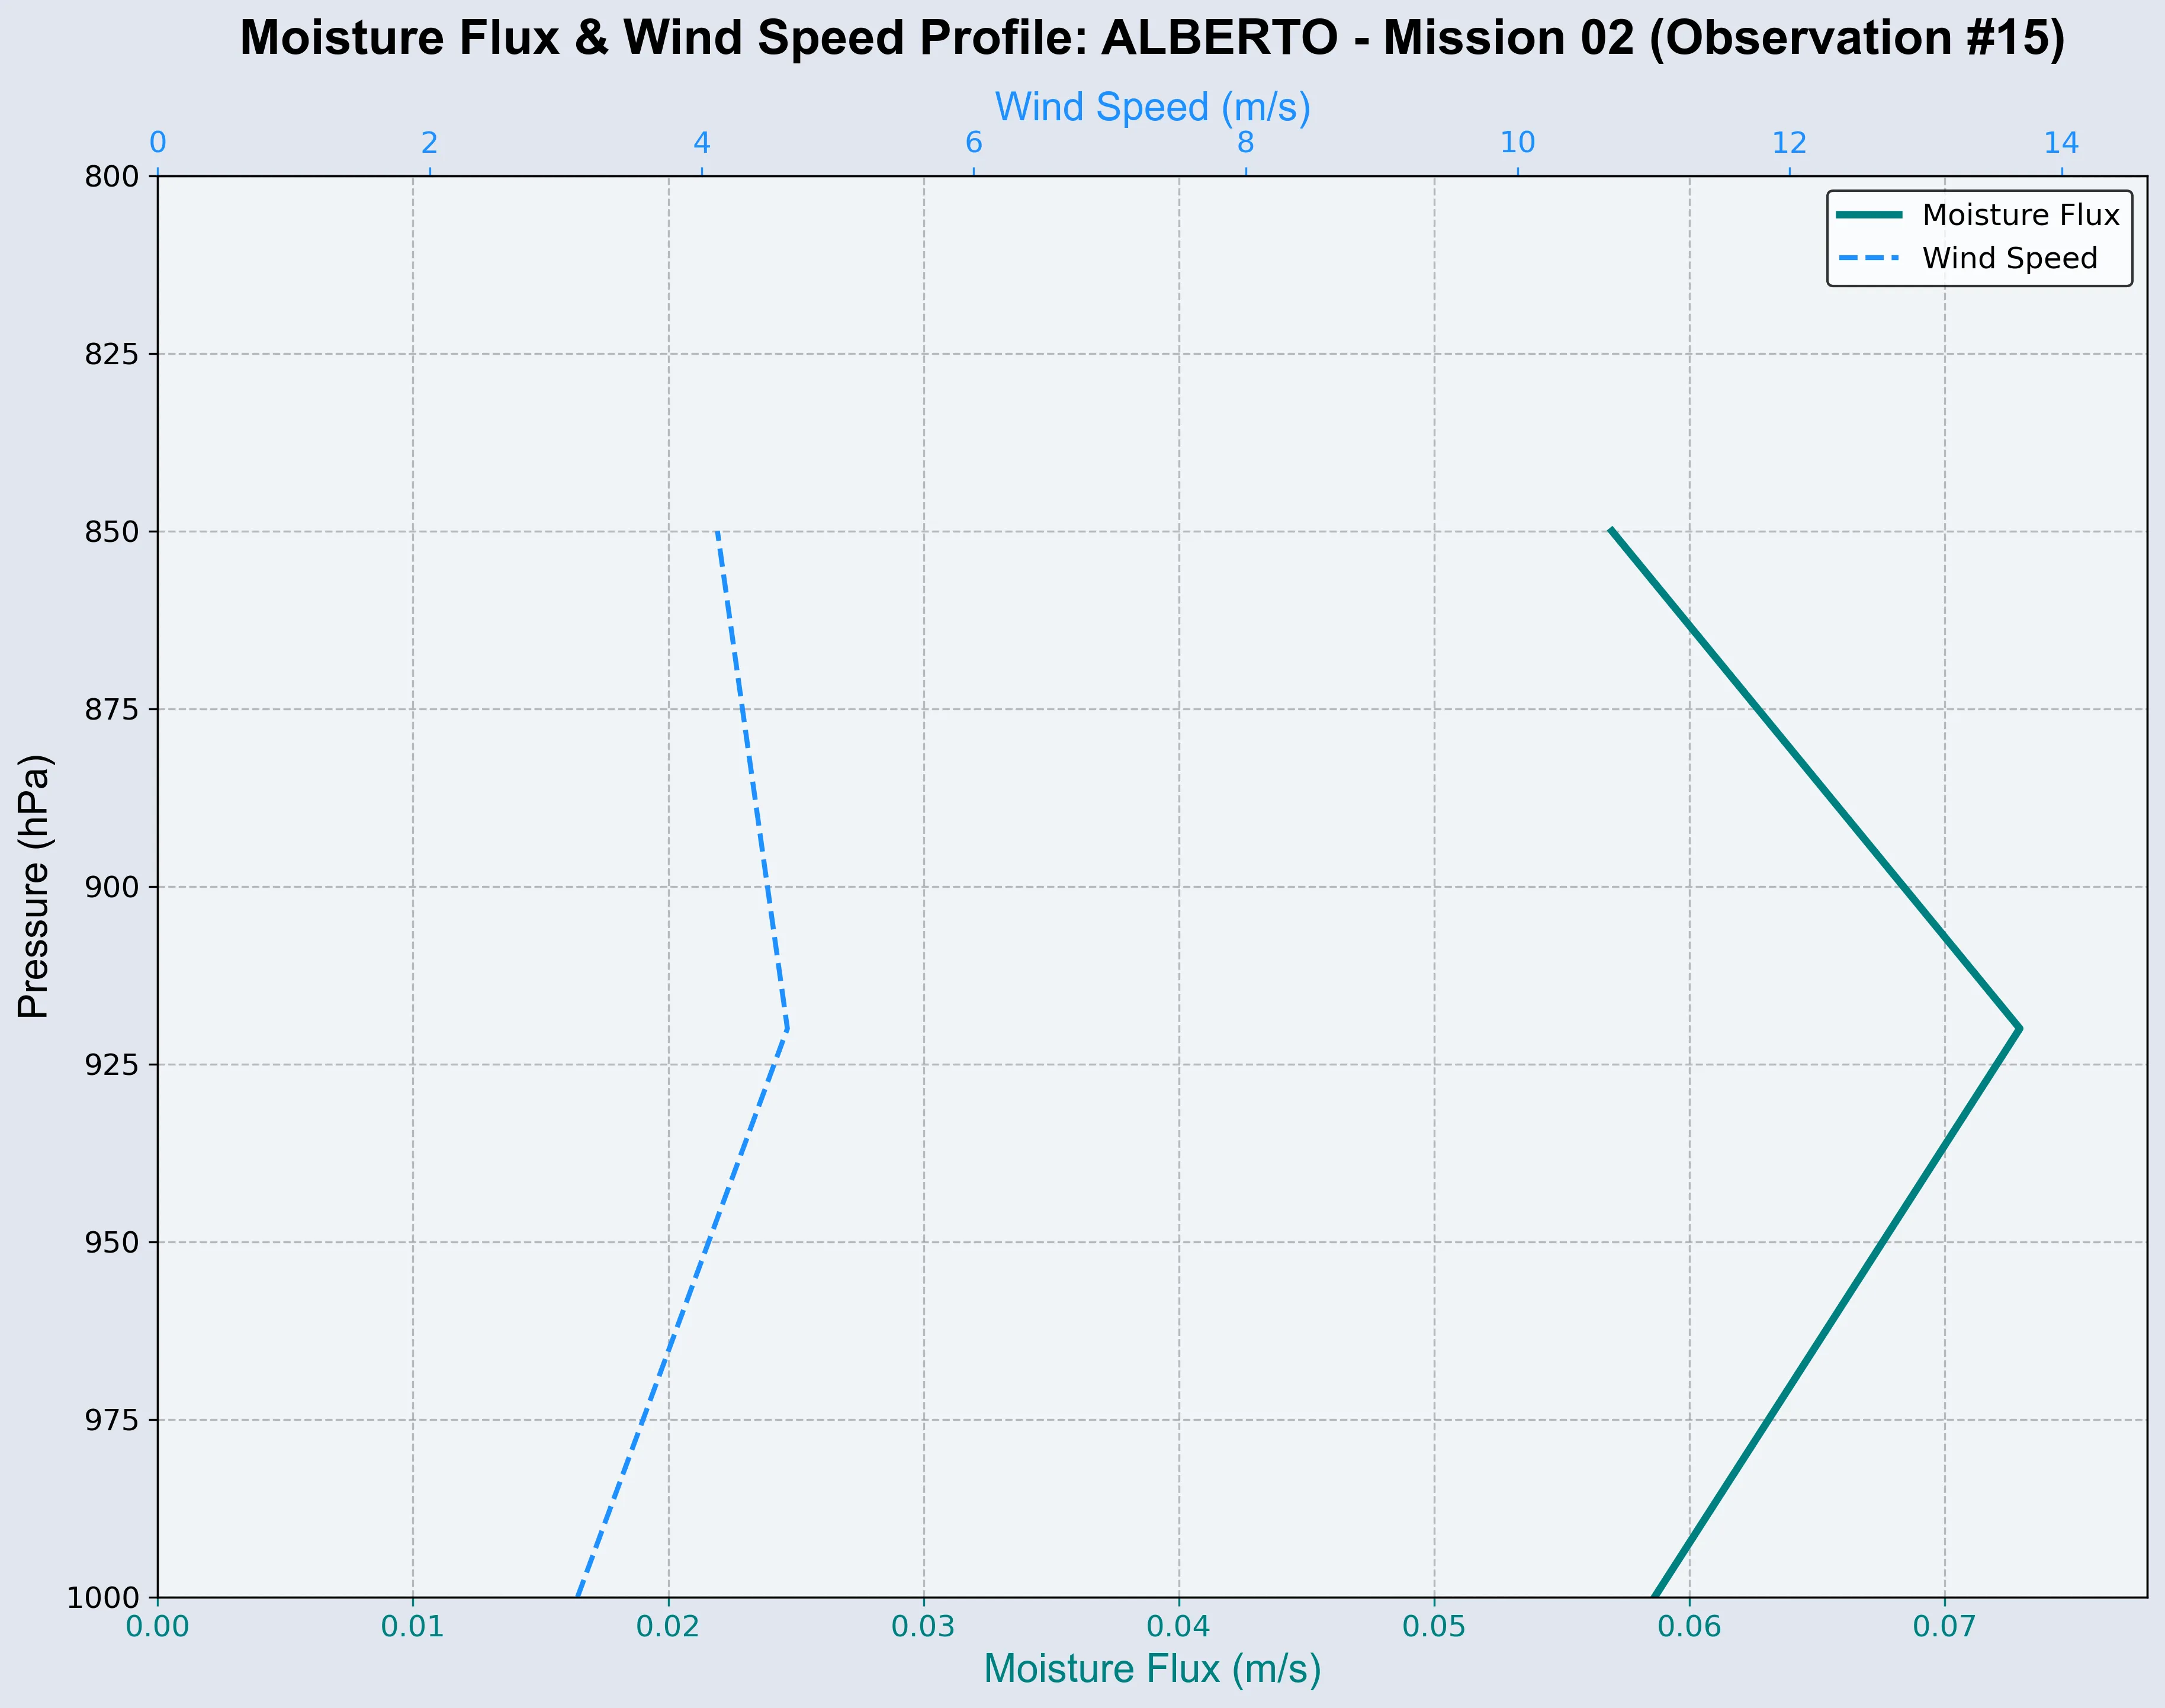 Moisture Flux & Wind Speed Profile: ALBERTO - Mission 02 (Observation #15)
Wind Speed (m/s)
0 2 4 6 8 10 12 14
Moisture Flux
Wind Speed
Pressure (hPa)
800
825
850
875
900
925
950
975
1000
0.00 0.01 0.02 0.03 0.04 0.05 0.06 0.07
Moisture Flux (m/s)